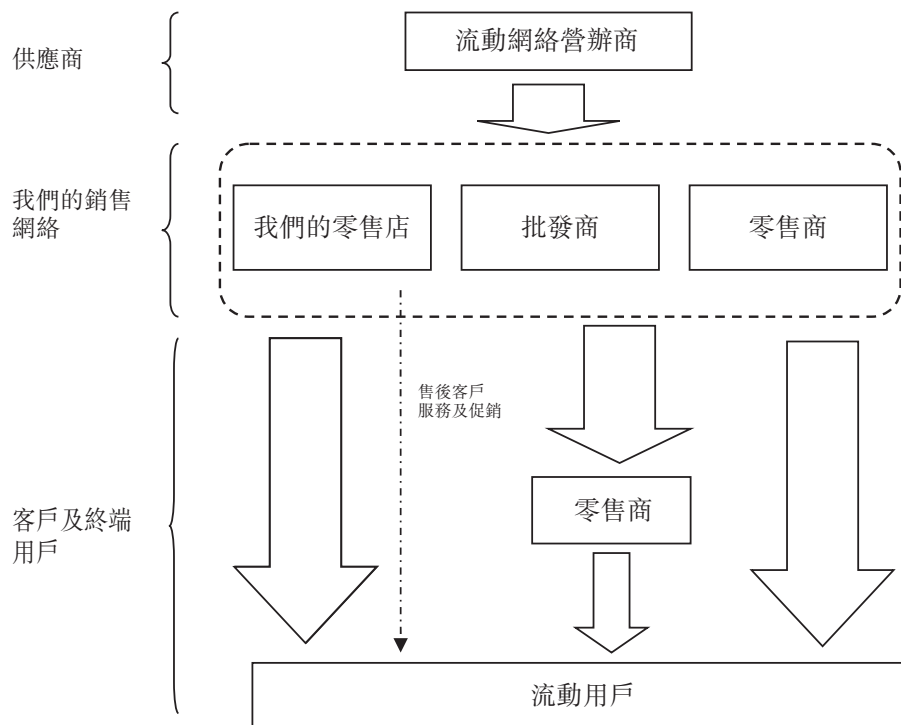 供應商
流動網絡營辦商
我們的銷售
網絡
我們的零售店
批發商
零售商
售後客戶
服務及促銷
客戶及終端
用戶
零售商
流動用戶